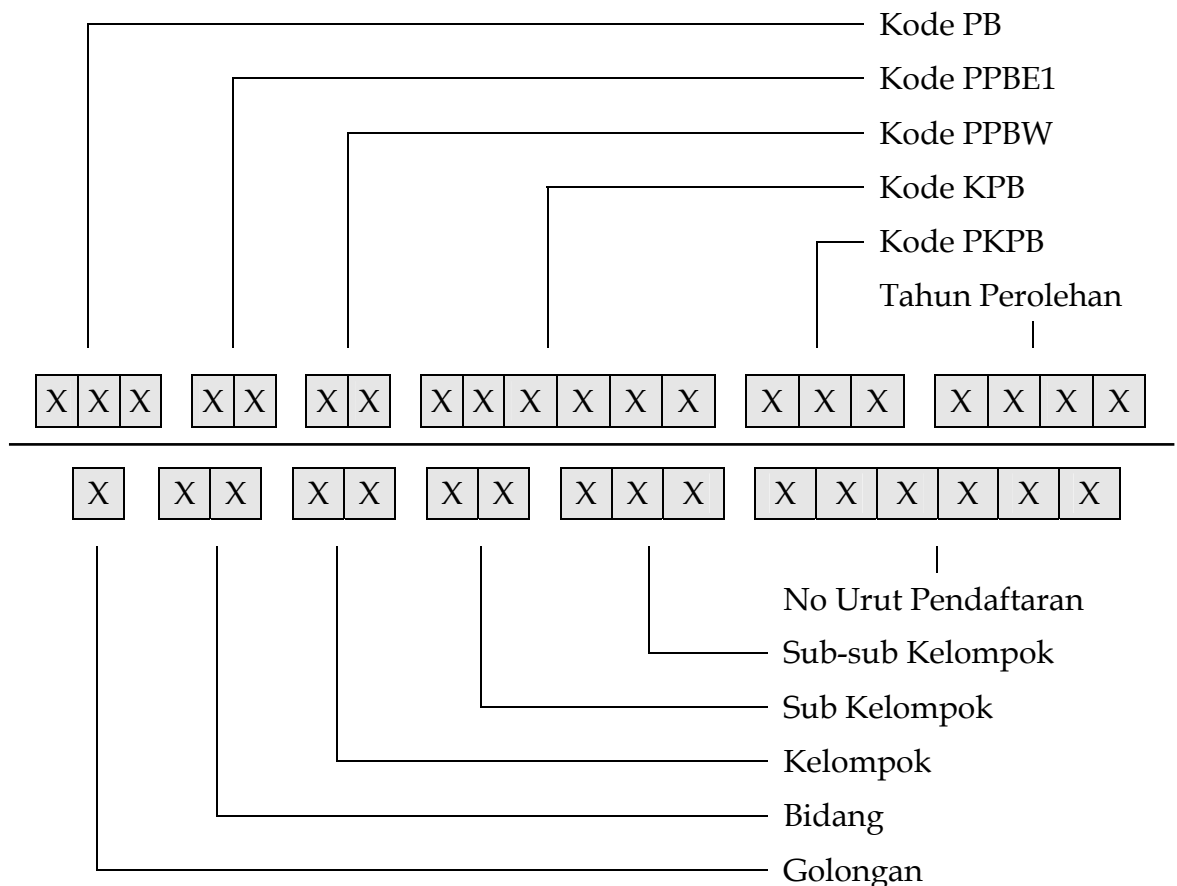 Kode PB
Kode PPBE1
Kode PPBW
Kode KPB
Kode PKPB
Tahun Perolehan
X X X X X X X X X X X X X X X X X X X X
X X X X X X X X X X X X X X X X
No Urut Pendaftaran
Sub-sub Kelompok
Sub Kelompok
Kelompok
Bidang
Golongan